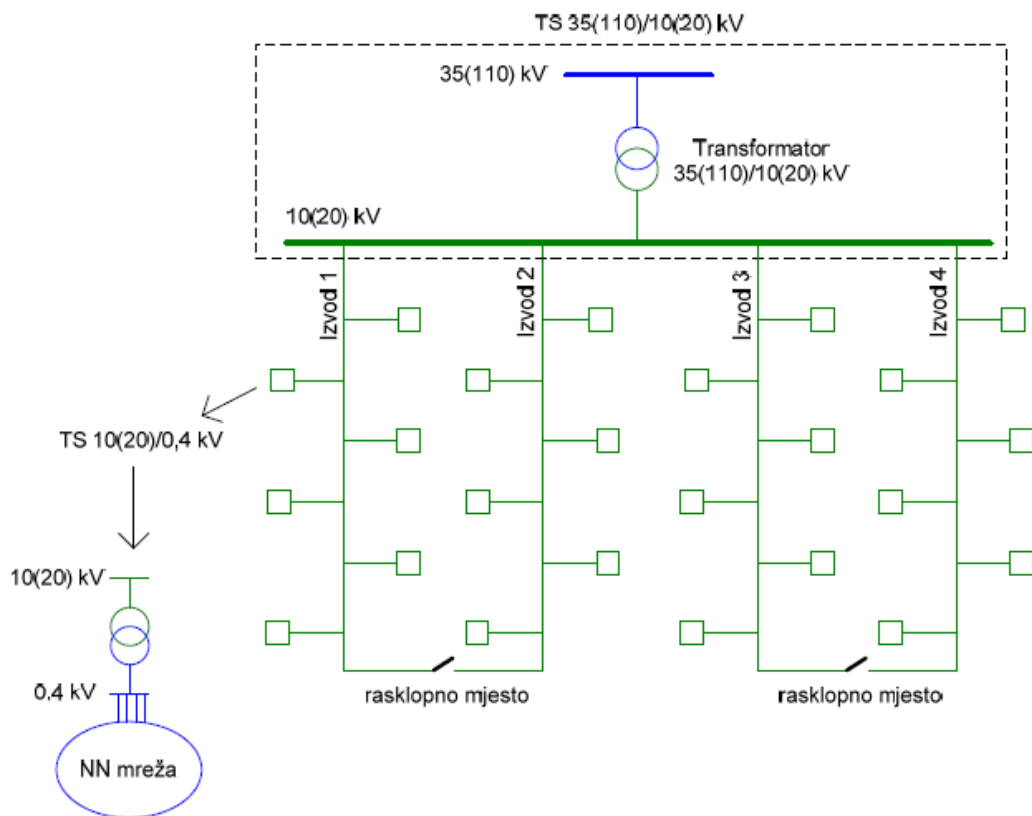 TS 35(110)/10(20) kV
35(110) kV
Transformator
35(110)/10(20) kV
10(20) kV
Izvod 1
Izvod 2
Izvod 3
Izvod 4
TS 10(20)/0,4 kV
10(20) kV
0,4 kV
NN mreža
rasklopno mjesto
rasklopno mjesto